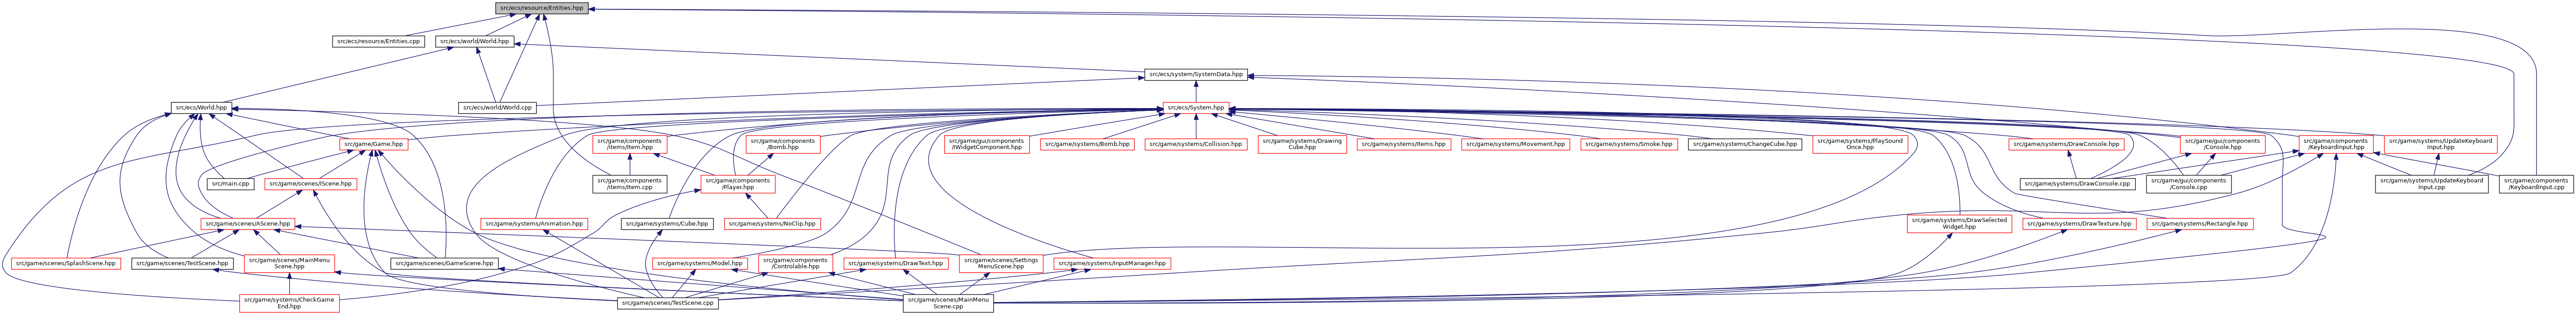 src/ecs/resource/Entities.hpp
src/ecs/resource/Entities.cpp
src/ecs/world/World.hpp
src/ecs/system/SystemData.hpp
src/ecs/World.hpp
src/ecs/world/World.cpp
src/ecs/System.hpp
src/game/Game.hpp
src/game/components
/items/Item.hpp
src/game/components
/Bomb.hpp
src/game/gui/components
/IWidgetComponent.hpp
src/game/systems/Bomb.hpp
src/game/systems/Collision.hpp
src/game/systems/Drawing
Cube.hpp
src/game/systems/Items.hpp
src/game/systems/Movement.hpp
src/game/systems/Smoke.hpp
src/game/systems/ChangeCube.hpp
src/game/systems/PlaySound
Once.hpp
src/game/systems/DrawConsole.hpp
src/game/gui/components
/Console.hpp
src/game/components
/KeyboardInput.hpp
src/game/systems/UpdateKeyboard
Input.hpp
src/main.cpp
src/game/scenes/IScene.hpp
src/game/components
/items/Item.cpp
src/game/components
/Player.hpp
src/game/systems/DrawConsole.cpp
src/game/gui/components
/Console.cpp
src/game/systems/UpdateKeyboard
Input.cpp
src/game/components
/KeyboardInput.cpp
src/game/scenes/AScene.hpp
src/game/systems/Animation.hpp
src/game/systems/Cube.hpp
src/game/systems/NoClip.hpp
src/game/systems/DrawSelected
Widget.hpp
src/game/systems/DrawTexture.hpp
src/game/systems/Rectangle.hpp
src/game/scenes/SplashScene.hpp
src/game/scenes/TestScene.hpp
src/game/scenes/MainMenu
Scene.hpp
src/game/scenes/GameScene.hpp
src/game/systems/Model.hpp
src/game/components
/Controlable.hpp
src/game/systems/DrawText.hpp
src/game/scenes/Settings
MenuScene.hpp
src/game/systems/InputManager.hpp
src/game/systems/CheckGame
End.hpp
src/game/scenes/TestScene.cpp
src/game/scenes/MainMenu
Scene.cpp